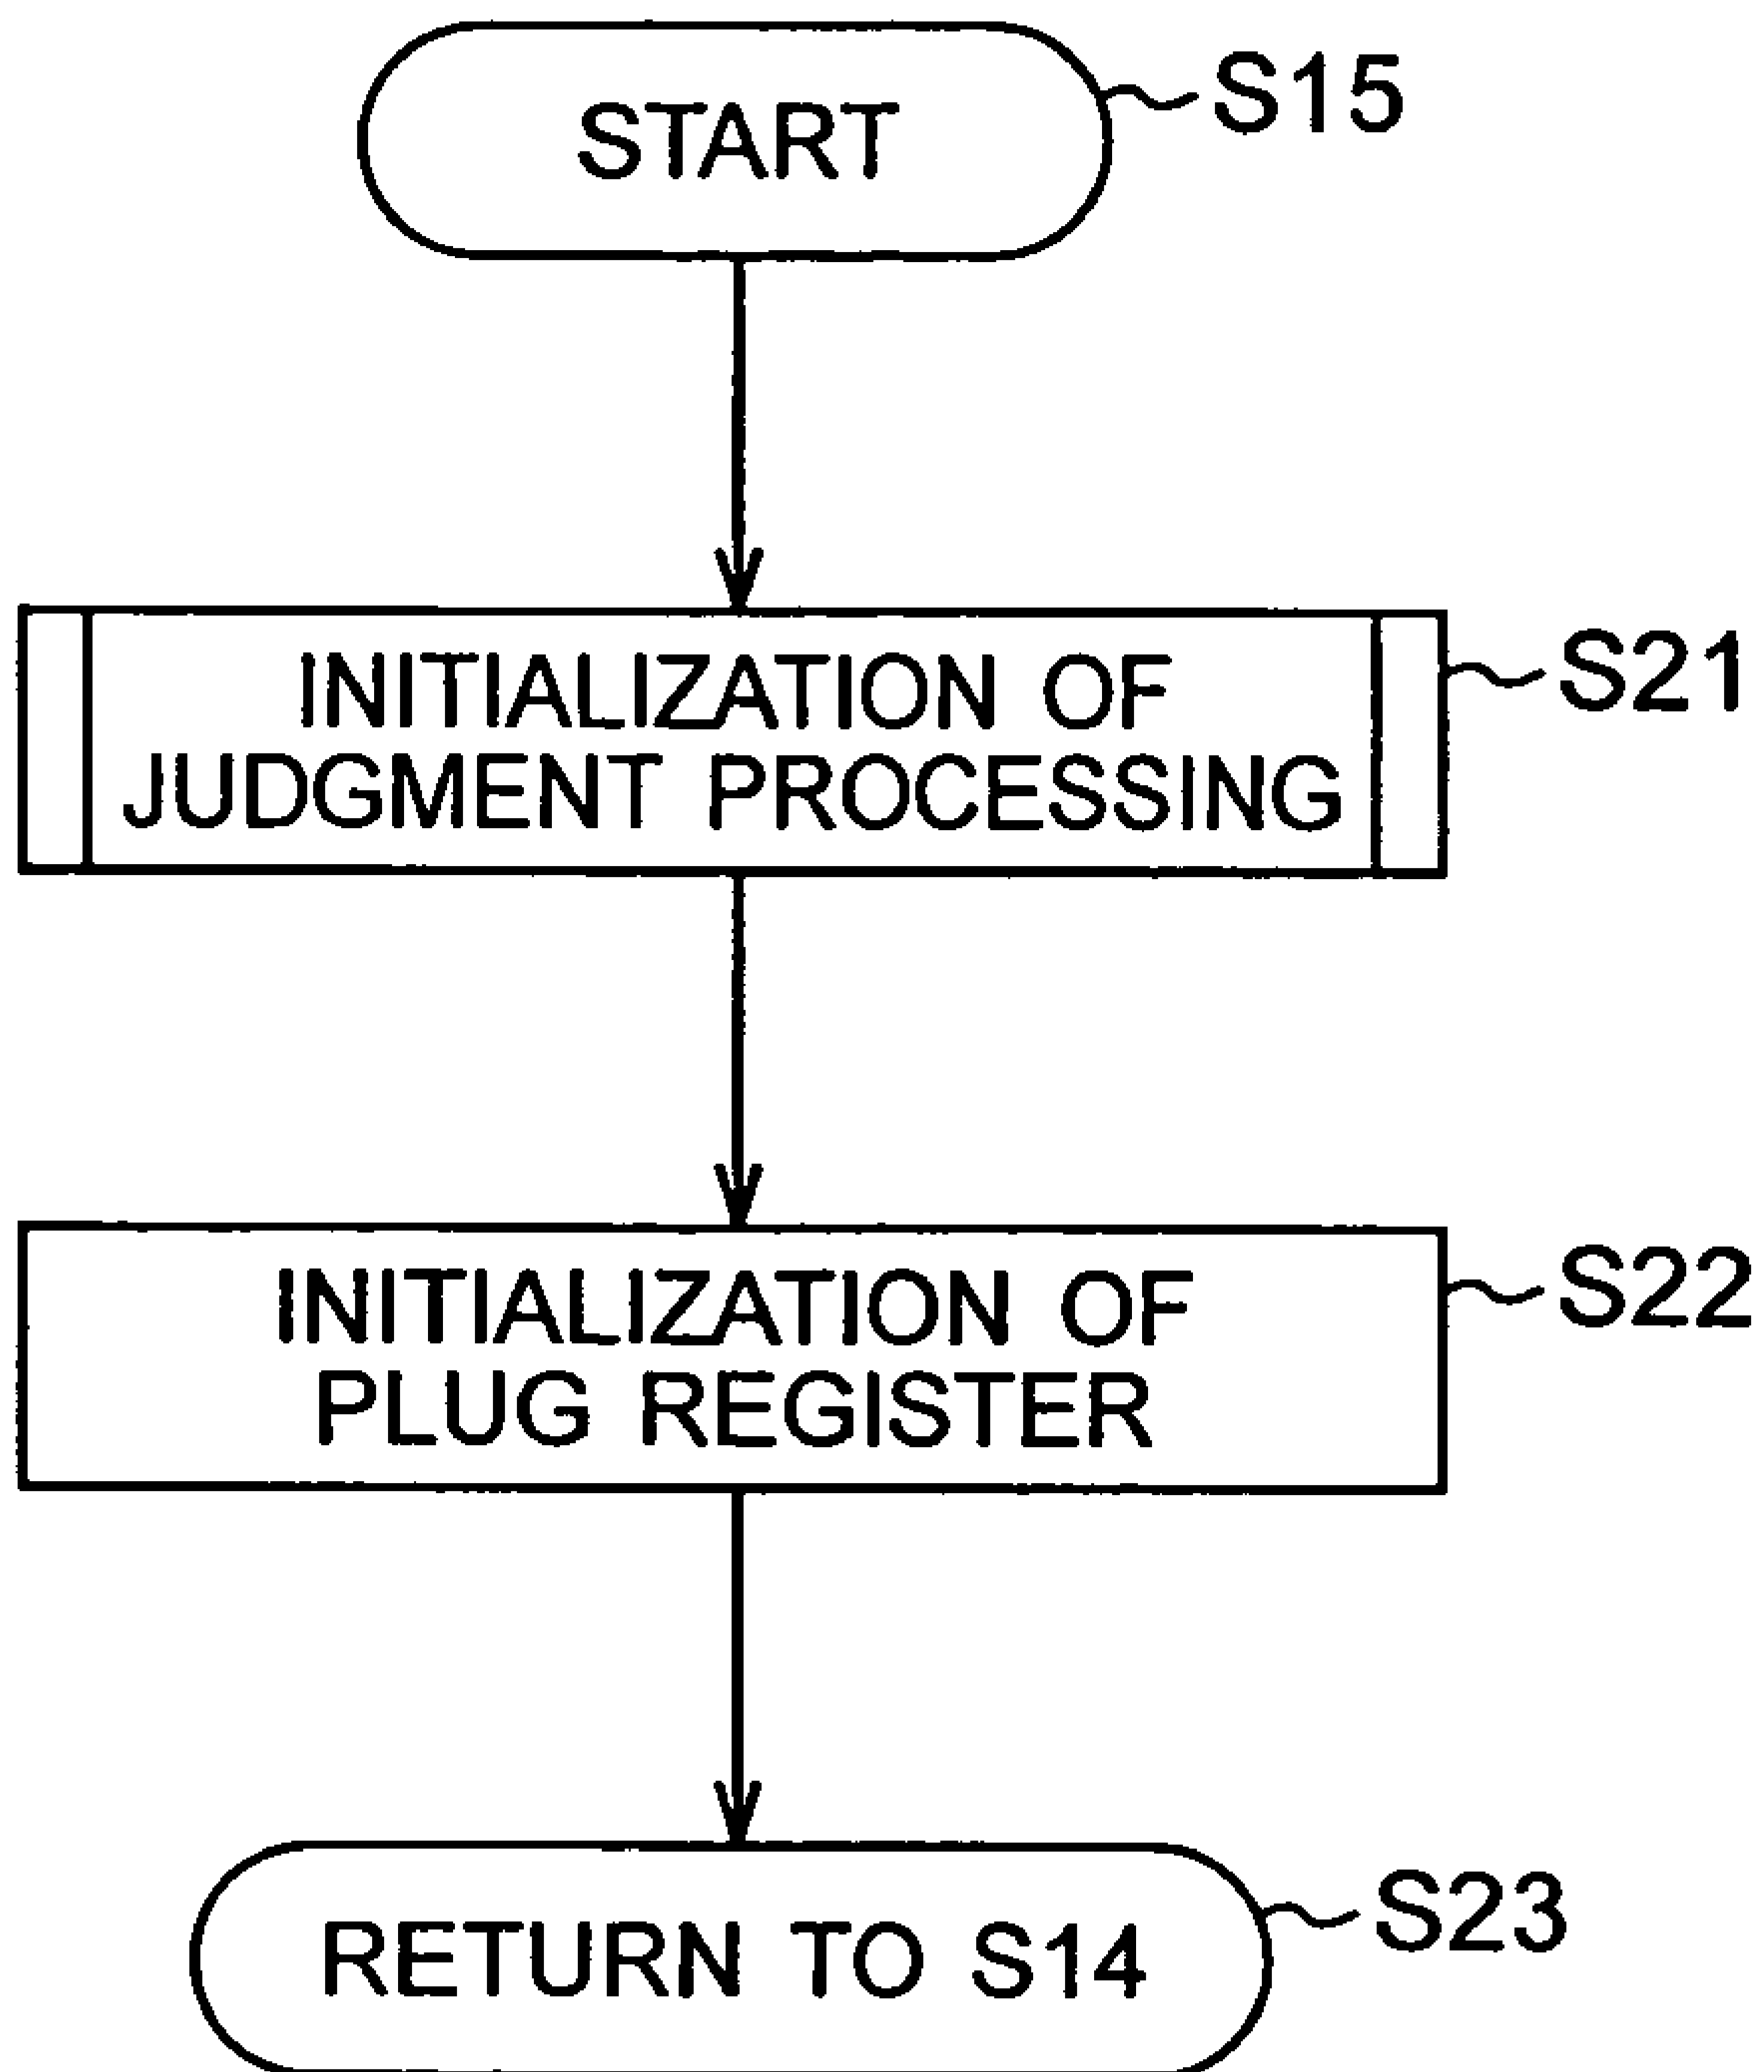 START
S15
INITIALIZATION OF
JUDGMENT PROCESSING
S21
INITIALIZATION OF
PLUG REGISTER
S22
RETURN TO S14
S23